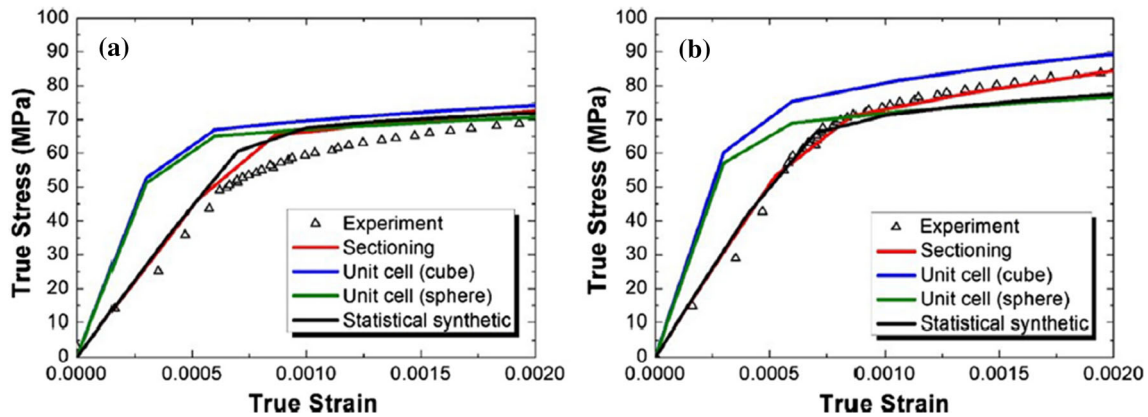 (a)
True Stress (MPa)
100
90
80
70
60
50
40
30
20
10
0
0.0000 0.0005 0.0010 0.0015 0.0020
True Strain
Experiment
Sectioning
Unit cell (cube)
Unit cell (sphere)
Statistical synthetic
(b)
True Stress (MPa)
100
90
80
70
60
50
40
30
20
10
0
0.0000 0.0005 0.0010 0.0015 0.0020
True Strain
Experiment
Sectioning
Unit cell (cube)
Unit cell (sphere)
Statistical synthetic